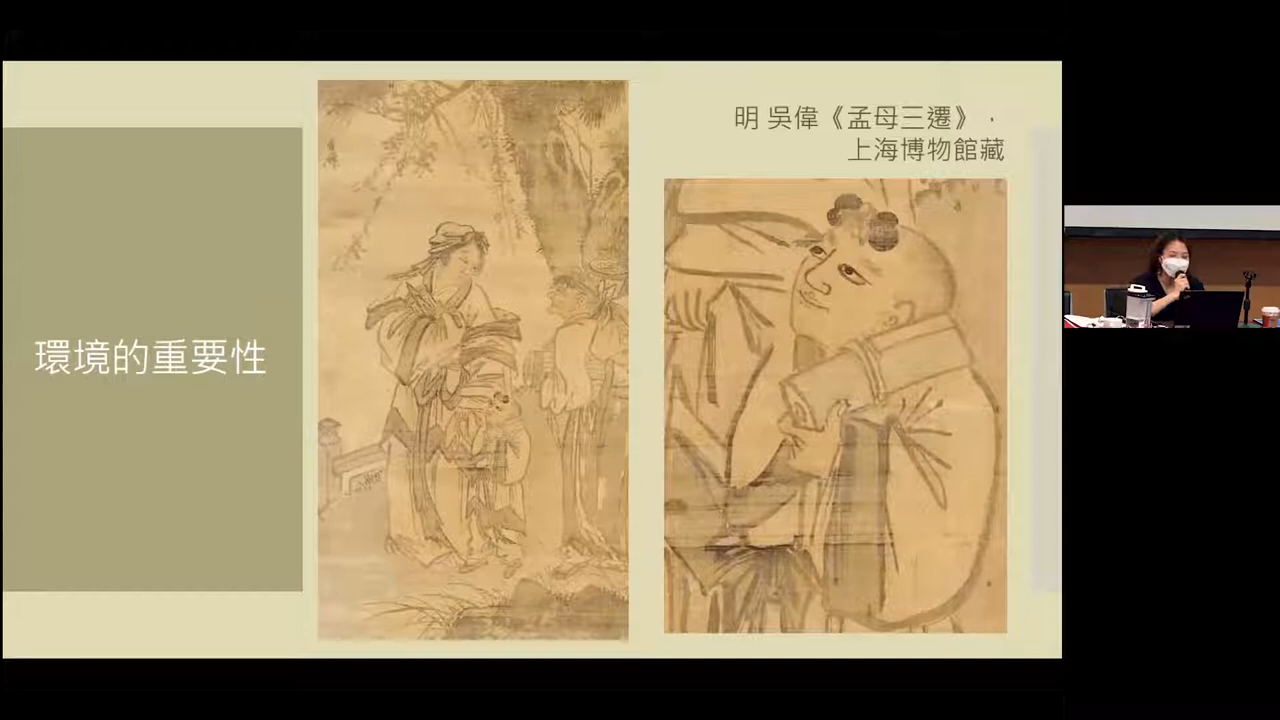 環境的重要性
明 吳偉《孟母三遷》，
上海博物館藏